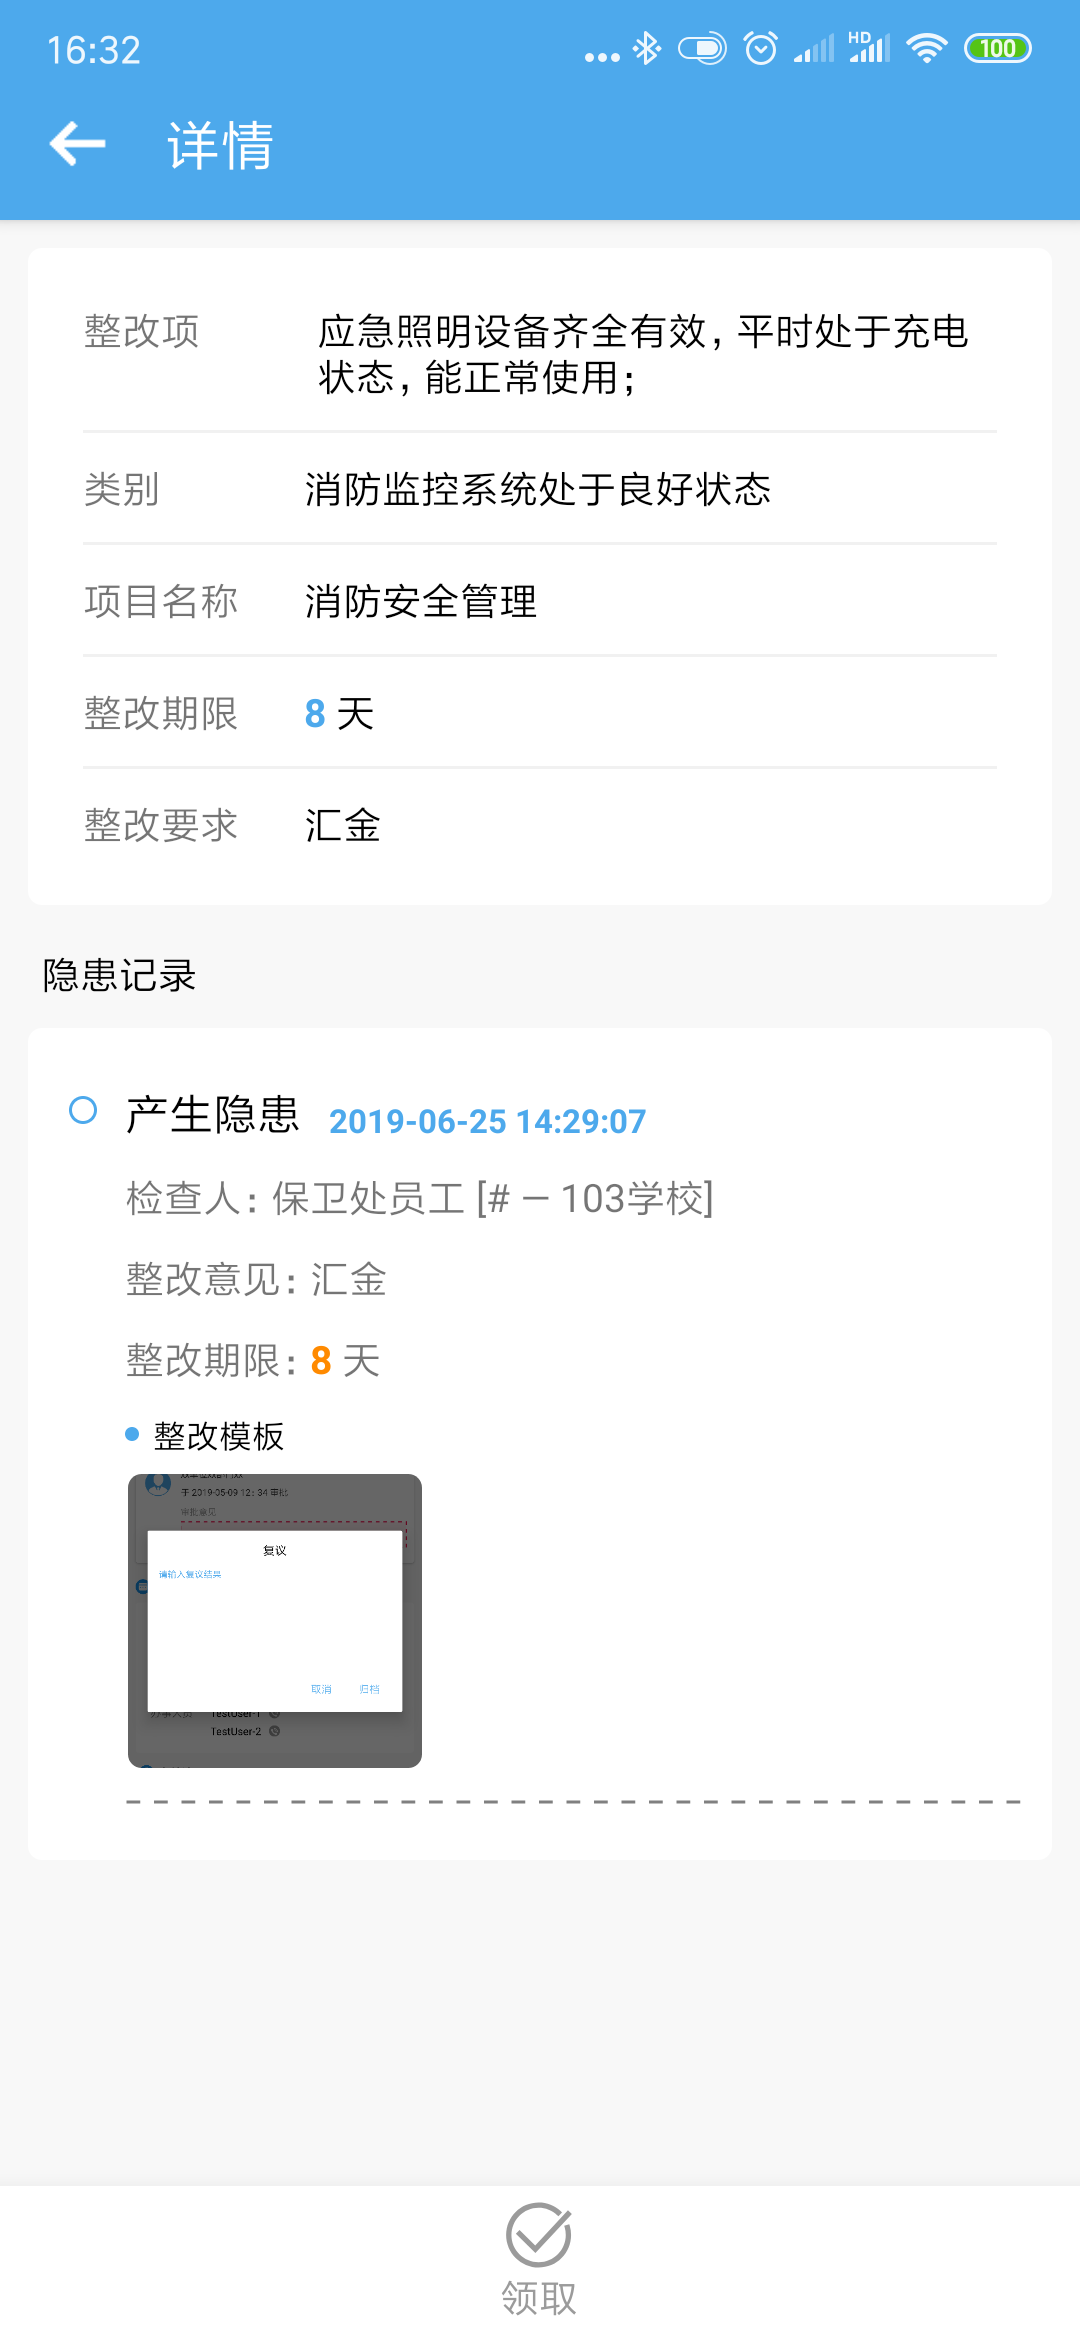 16:32
HD
100
详情
整改项
应急照明设备齐全有效, 平时处于充电
状态, 能正常使用;
类别
消防监控系统处于良好状态
项目名称
消防安全管理
整改期限
8 天
整改要求
汇金
隐患记录
产生隐患 2019-06-25 14:29:07
检查人: 保卫处员工 [# — 103学校]
整改意见: 汇金
整改期限: 8 天
整改模板
于 2019-05-09 12:34 审批
审批意见
复议
请输入复议结果
取消 归档
办事人员 TestUser-1
TestUser-2
领取